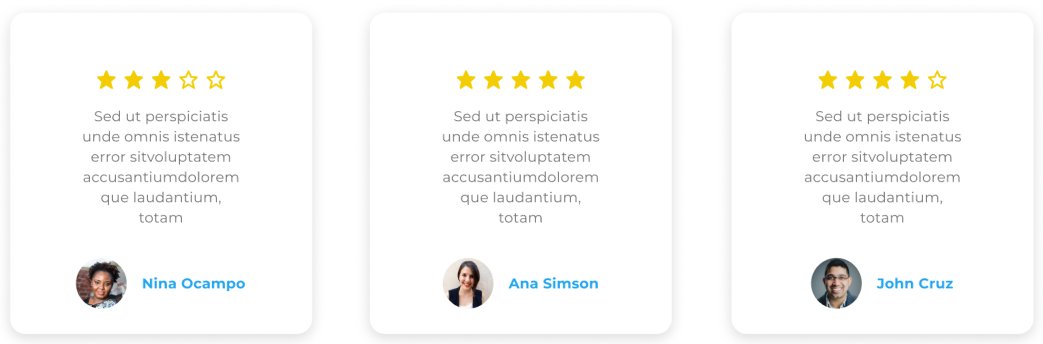 Sed ut perspiciatis
unde omnis istenatus
error sitvoluptatem
accusantiumdolorem
que laudantium,
totam
Nina Ocampo
Sed ut perspiciatis
unde omnis istenatus
error sitvoluptatem
accusantiumdolorem
que laudantium,
totam
Ana Simson
Sed ut perspiciatis
unde omnis istenatus
error sitvoluptatem
accusantiumdolorem
que laudantium,
totam
John Cruz